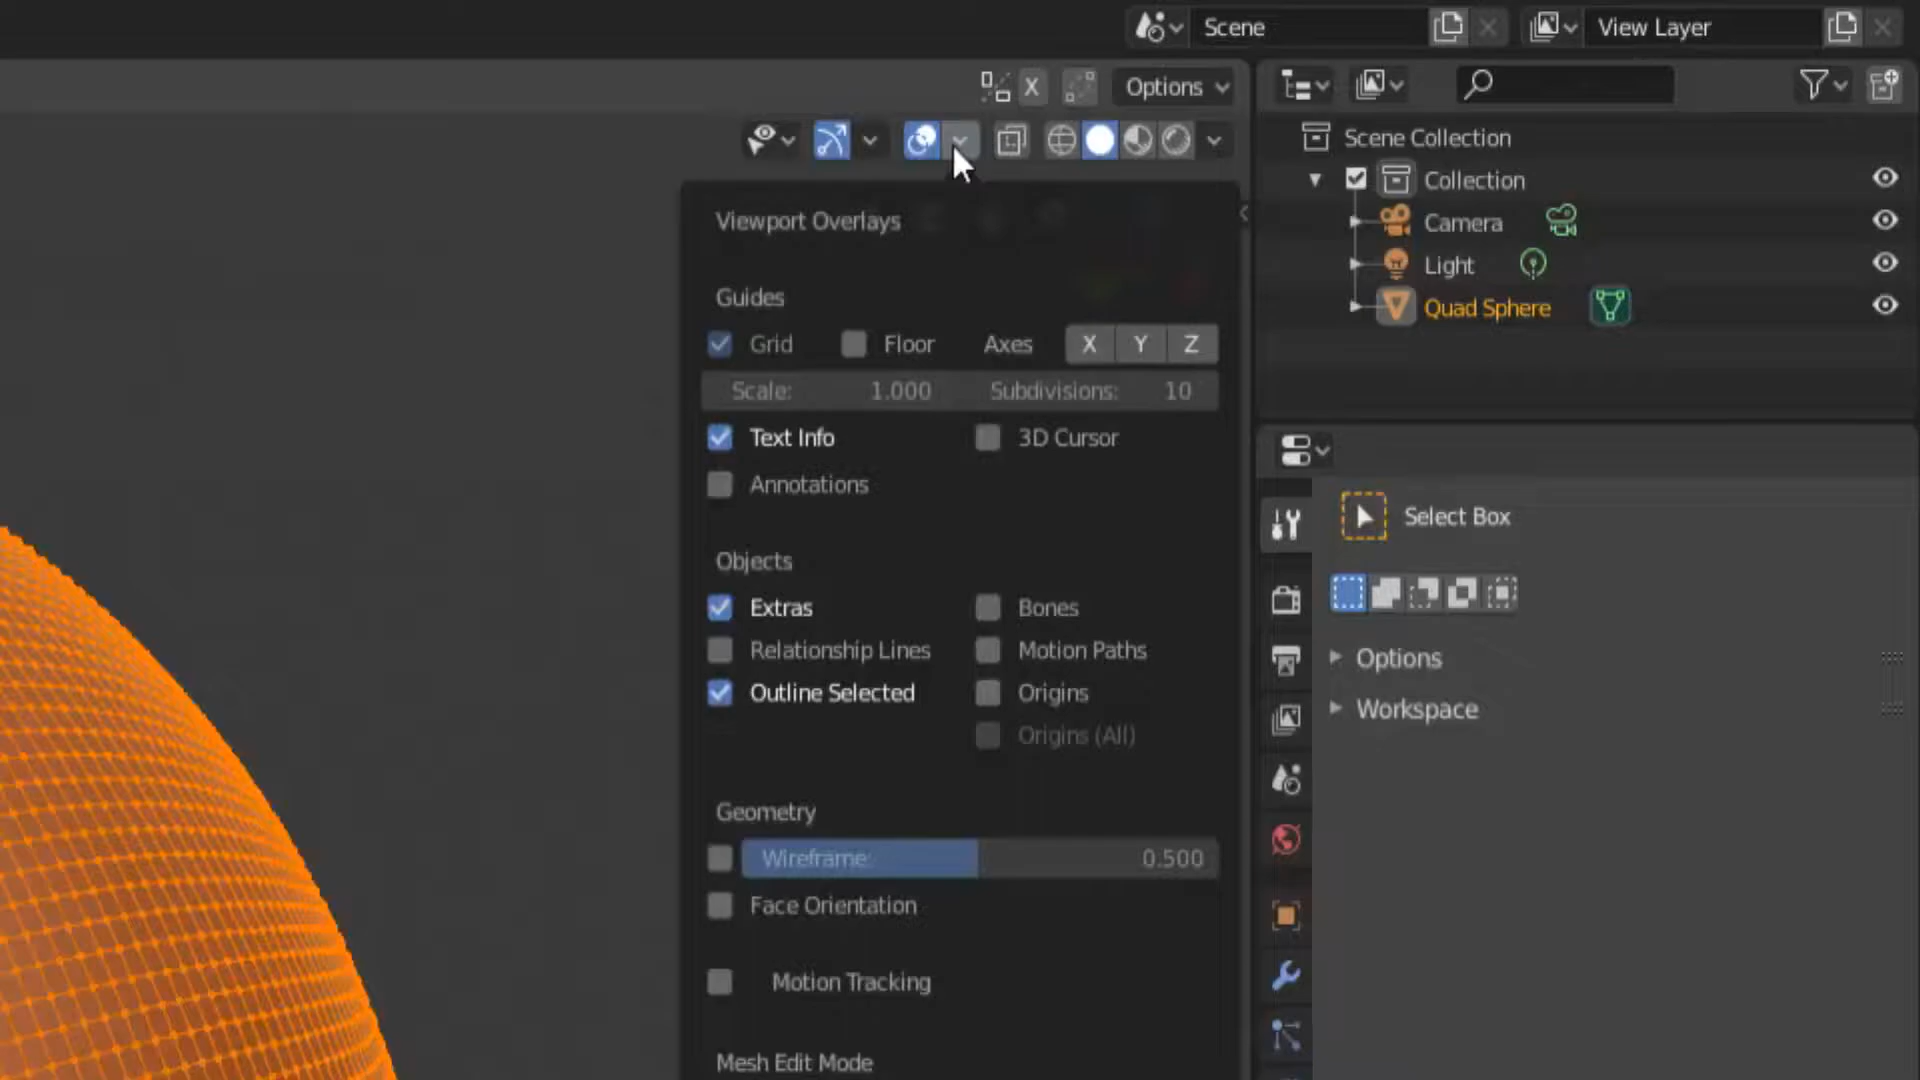 Scene
View Layer
X
Options
Scene Collection
Collection
Camera
Light
Quad Sphere
Viewport Overlays
Guides
Grid
Floor
Axes
X
Y
Z
Scale:
1.000
Subdivisions:
10
Text Info
3D Cursor
Annotations
Objects
Extras
Bones
Relationship Lines
Motion Paths
Outline Selected
Origins
Origins (All)
Geometry
Wireframe:
0.500
Face Orientation
Motion Tracking
Mesh Edit Mode
Select Box
Options
Workspace